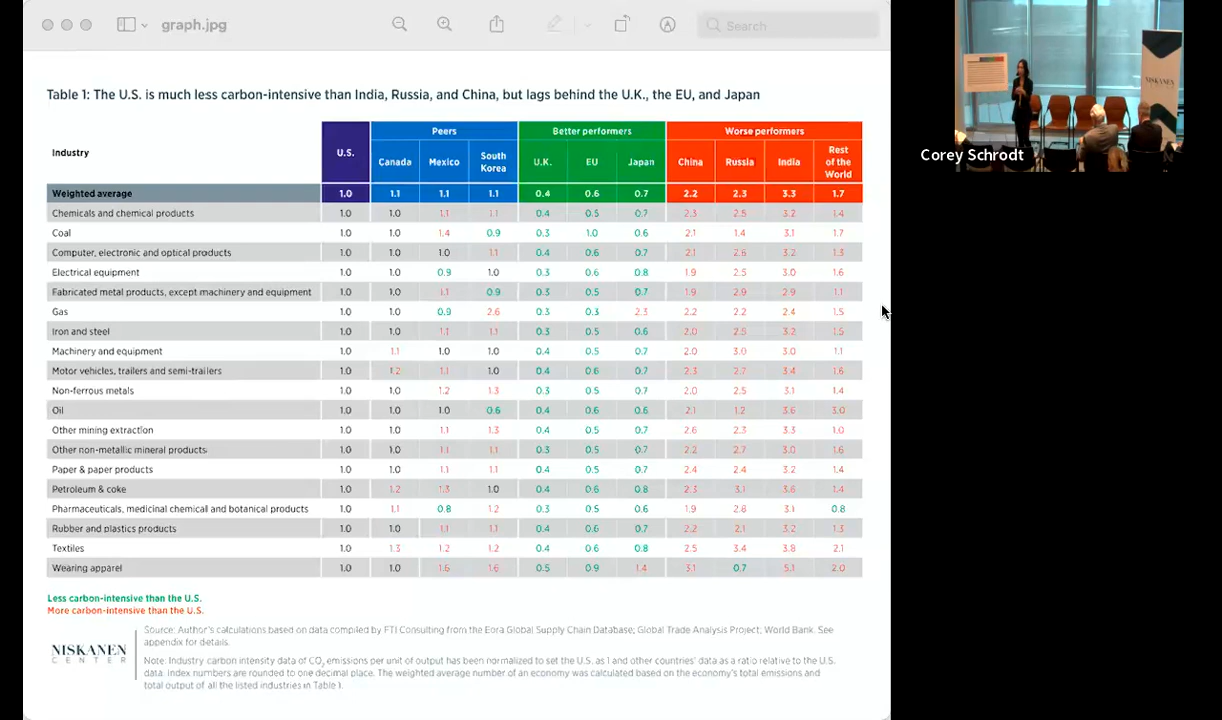 graph.jpg
Search
Table 1: The U.S. is much less carbon-intensive than India, Russia, and China, but lags behind the U.K., the EU, and Japan
Peers Better performers Worse performers
Industry U.S. Canada Mexico South Korea U.K. EU Japan China Russia India Rest of the World
Weighted average 1.0 1.1 1.1 1.1 0.4 0.6 0.7 2.2 2.3 3.3 1.7
Chemicals and chemical products 1.0 1.0 1.1 1.1 0.4 0.5 0.7 2.3 2.5 3.2 1.4
Coal 1.0 1.0 1.4 0.9 0.3 1.0 0.6 2.1 1.4 3.1 1.7
Computer, electronic and optical products 1.0 1.0 1.0 1.1 0.4 0.6 0.7 2.1 2.6 3.2 1.3
Electrical equipment 1.0 1.0 0.9 1.0 0.3 0.6 0.8 1.9 2.5 3.0 1.6
Fabricated metal products, except machinery and equipment 1.0 1.0 1.1 0.9 0.3 0.5 0.7 1.9 2.9 2.9 1.1
Gas 1.0 1.0 0.9 2.6 0.3 0.3 2.3 2.2 2.2 2.4 1.5
Iron and steel 1.0 1.0 1.1 1.1 0.3 0.5 0.6 2.0 2.5 3.2 1.5
Machinery and equipment 1.0 1.1 1.0 1.0 0.4 0.5 0.7 2.0 3.0 3.0 1.1
Motor vehicles, trailers and semi-trailers 1.0 1.2 1.1 1.0 0.4 0.6 0.7 2.3 2.7 3.4 1.6
Non-ferrous metals 1.0 1.0 1.2 1.3 0.3 0.5 0.7 2.0 2.5 3.1 1.4
Oil 1.0 1.0 1.0 0.6 0.4 0.6 0.6 2.1 1.2 3.6 3.0
Other mining extraction 1.0 1.0 1.1 1.3 0.4 0.5 0.7 2.6 2.3 3.3 1.0
Other non-metallic mineral products 1.0 1.0 1.1 1.1 0.3 0.5 0.7 2.2 2.7 3.0 1.6
Paper & paper products 1.0 1.0 1.1 1.1 0.4 0.5 0.7 2.4 2.4 3.2 1.4
Petroleum & coke 1.0 1.2 1.3 1.0 0.4 0.6 0.8 2.3 3.1 3.6 1.4
Pharmaceuticals, medicinal chemical and botanical products 1.0 1.1 0.8 1.2 0.3 0.5 0.6 1.9 2.8 3.1 0.8
Rubber and plastics products 1.0 1.0 1.1 1.1 0.4 0.6 0.7 2.2 2.1 3.2 1.3
Textiles 1.0 1.3 1.2 1.2 0.4 0.6 0.8 2.5 3.4 3.8 2.1
Wearing apparel 1.0 1.0 1.6 1.6 0.5 0.9 1.4 3.1 0.7 5.1 2.0
Less carbon-intensive than the U.S.
More carbon-intensive than the U.S.
NISKANEN
CENTER
Source: Author's calculations based on data compiled by FTI Consulting from the Eora Global Supply Chain Database; Global Trade Analysis Project; World Bank. See
appendix for details.
Note: Industry carbon intensity data of CO₂ emissions per unit of output has been normalized to set the U.S. as 1 and other countries' data as a ratio relative to the U.S.
data. Index numbers are rounded to one decimal place. The weighted average number of an economy was calculated based on the economy's total emissions and
total output of all the listed industries in Table 1.
NISKANEN
Corey Schrodt